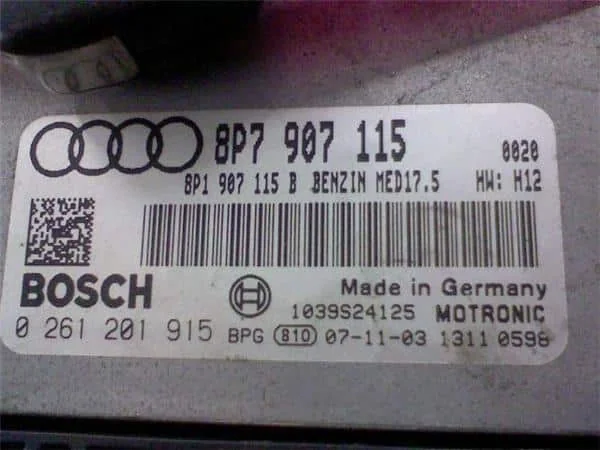 8P7 907 115 0020
8P1 907 115 B BENZIN MED17.5 HW: H12
BOSCH Made in Germany
1039S24125 MOTRONIC
0 261 201 915 BPG 810 07-11-03 1311 0598